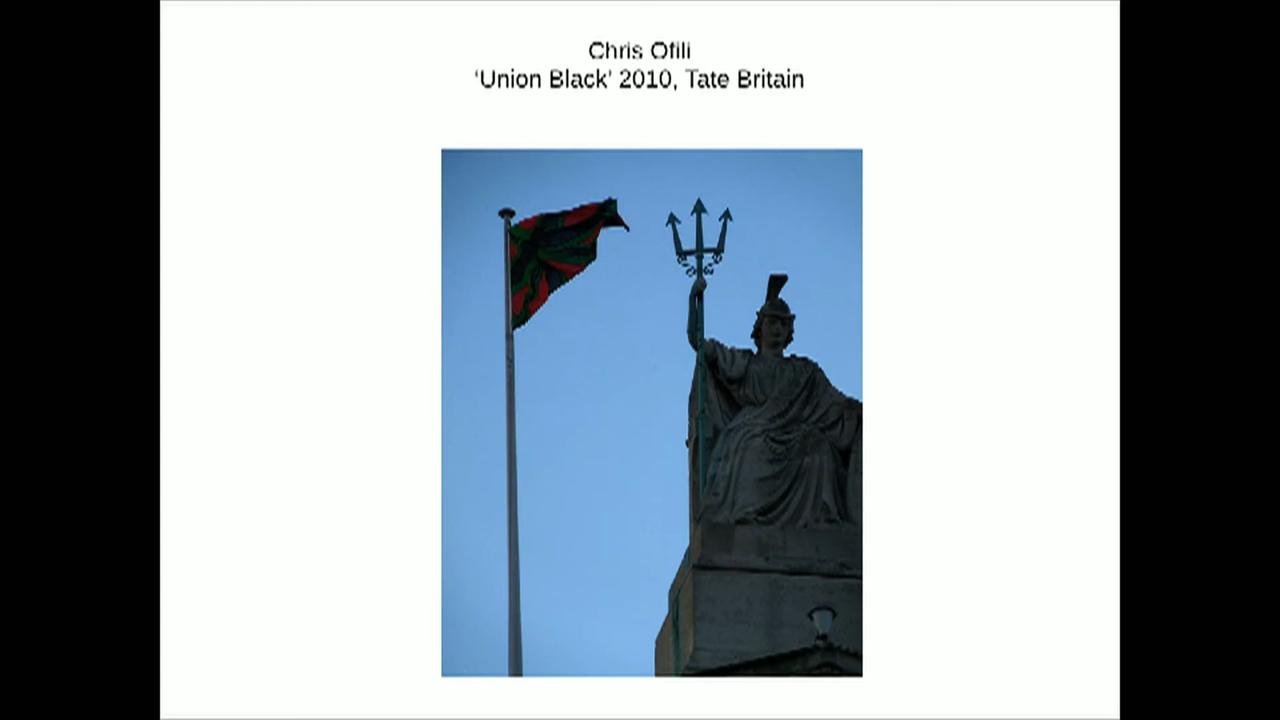 Chris Ofili
‘Union Black’ 2010, Tate Britain